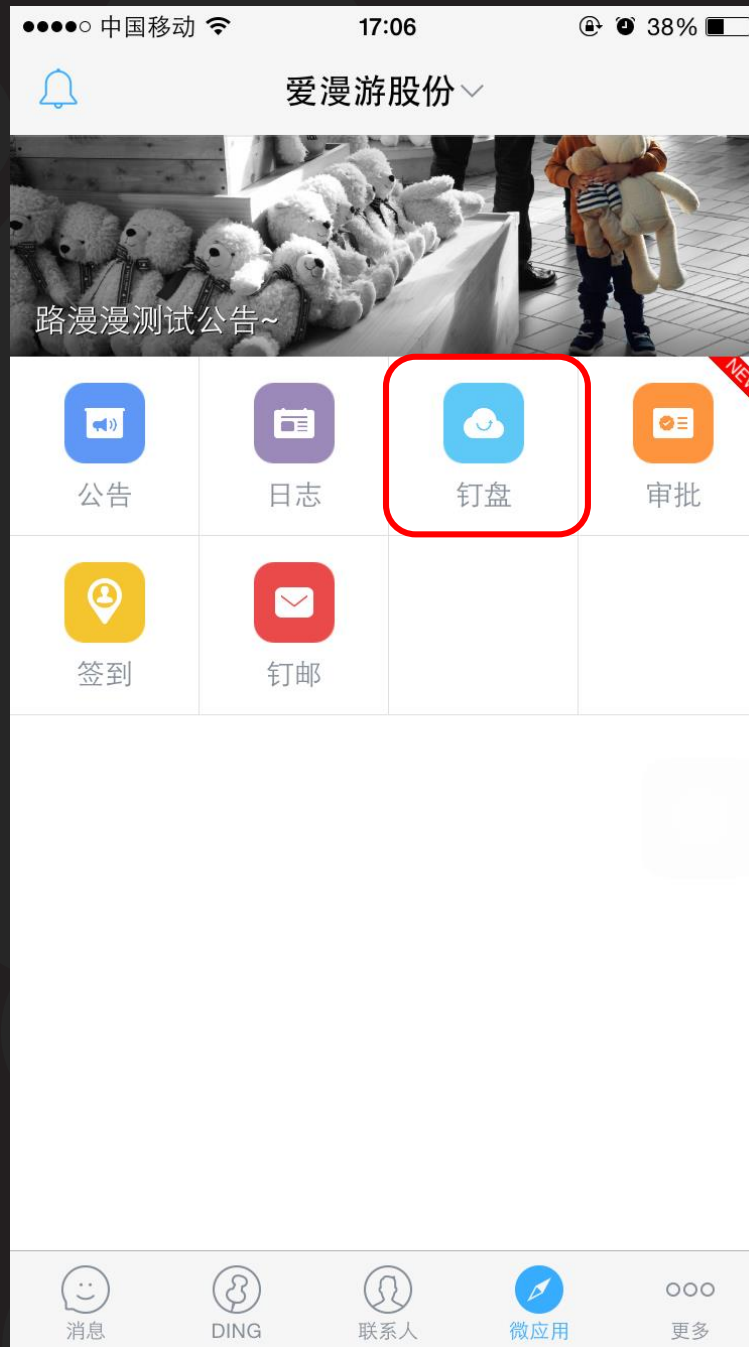 中国移动 17:06 38%
爱漫游股份
路漫漫测试公告~
NEW
公告 日志 钉盘 审批
签到 钉邮
消息 DING 联系人 微应用 更多